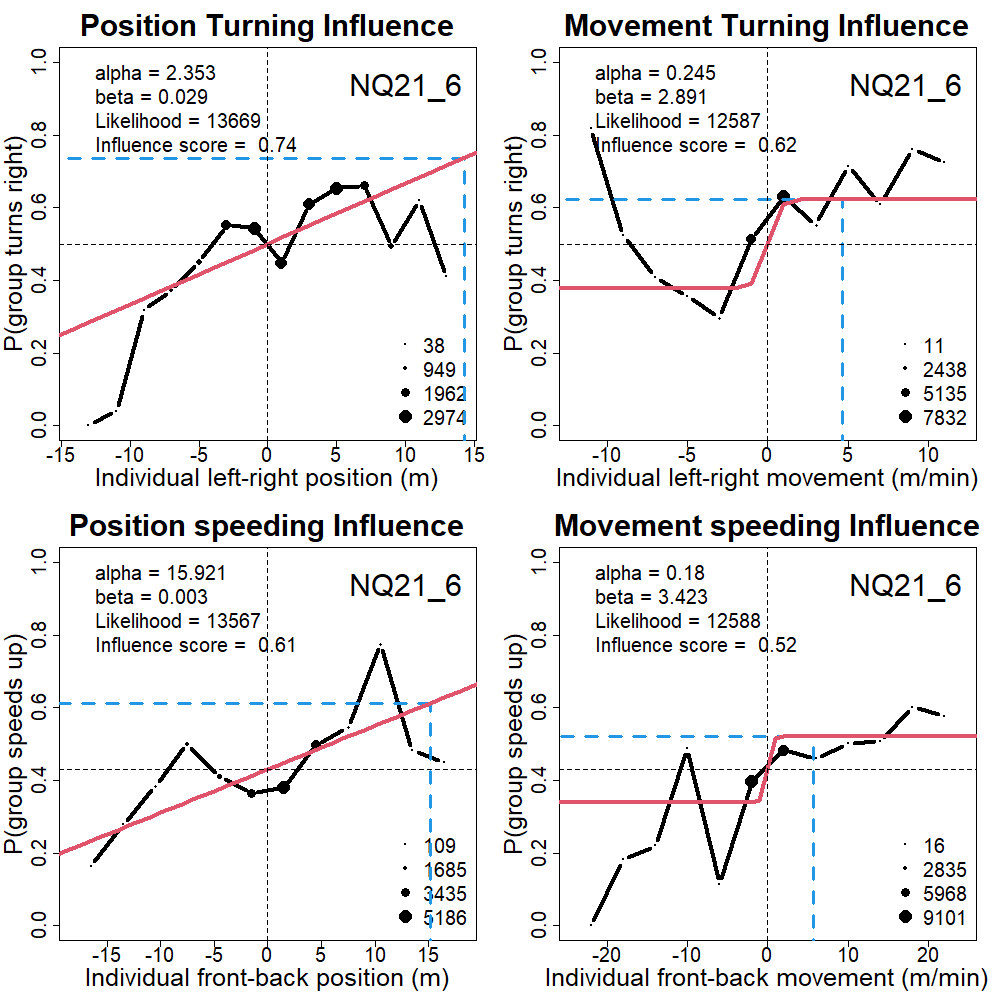 Position Turning Influence
alpha = 2.353
beta = 0.029
Likelihood = 13669
Influence score =  0.74
NQ21_6
P(group turns right)
1.0
0.8
0.6
0.4
0.2
0.0
38
949
1962
2974
-15 -10 -5 0 5 10 15
Individual left-right position (m)
Movement Turning Influence
alpha = 0.245
beta = 2.891
Likelihood = 12587
Influence score =  0.62
NQ21_6
P(group turns right)
1.0
0.8
0.6
0.4
0.2
0.0
11
2438
5135
7832
-10 -5 0 5 10
Individual left-right movement (m/min)
Position speeding Influence
alpha = 15.921
beta = 0.003
Likelihood = 13567
Influence score =  0.61
NQ21_6
P(group speeds up)
1.0
0.8
0.6
0.4
0.2
0.0
109
1685
3435
5186
-15 -10 -5 0 5 10 15
Individual front-back position (m)
Movement speeding Influence
alpha = 0.18
beta = 3.423
Likelihood = 12588
Influence score =  0.52
NQ21_6
P(group speeds up)
1.0
0.8
0.6
0.4
0.2
0.0
16
2835
5968
9101
-20 -10 0 10 20
Individual front-back movement (m/min)